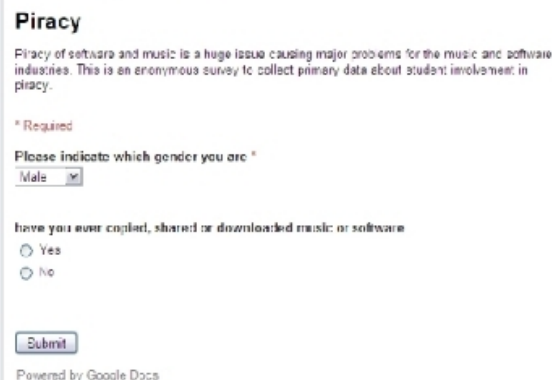 Piracy
Piracy of software and music is a huge issue causing major problems for the music and software
industries. This is an anonymous survey to collect primary data about student involvement in
piracy.
* Required
Please indicate which gender you are *
Male
have you ever copied, shared or downloaded music or software
Yes
No
Submit
Powered by Google Docs